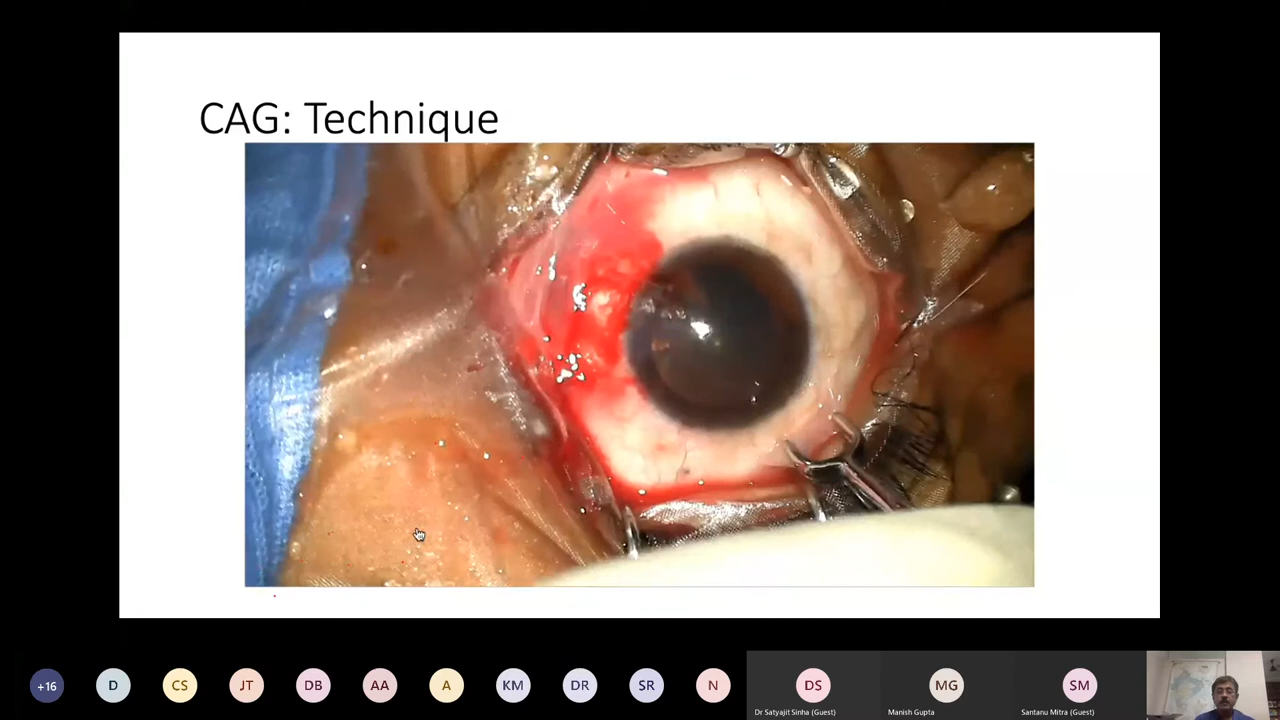 CAG: Technique
+16
D
CS
JT
DB
AA
A
KM
DR
SR
N
DS
MG
SM
Dr Satyajit Sinha (Guest)
Manish Gupta
Santanu Mitra (Guest)